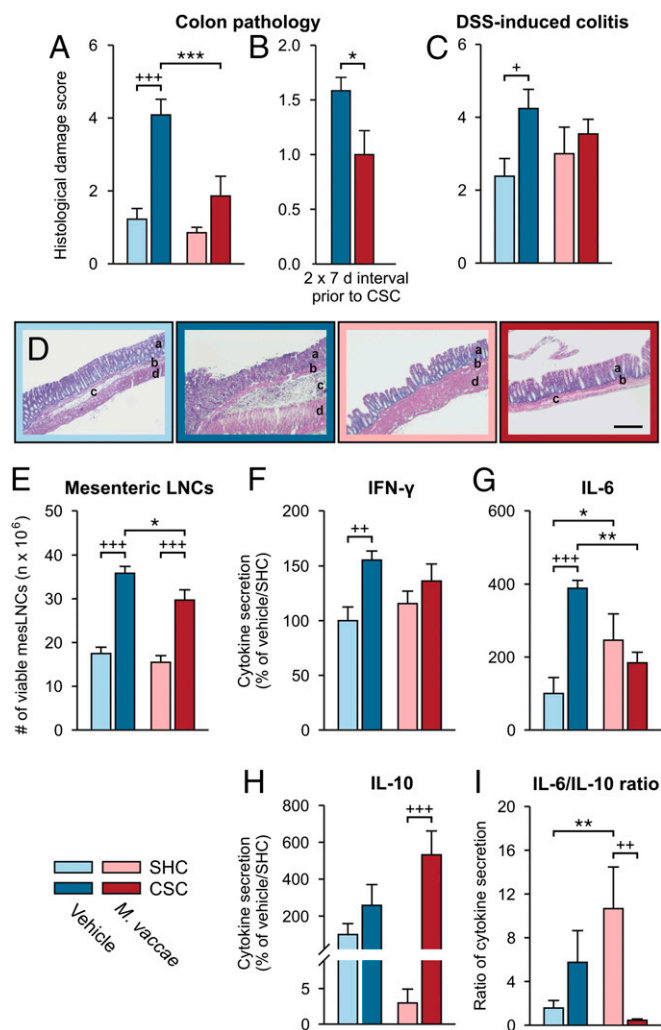 Colon pathology
DSS-induced colitis
A
B
C
Histological damage score
6
4
2
0
+++
***
2.0
1.5
1.0
0.5
0.0
*
2 x 7 d interval
prior to CSC
6
4
2
0
+
D
a
b
d
c
a
b
c
d
a
b
d
a
b
c
E
Mesenteric LNCs
# of viable mesLNCs (n x 10⁶)
50
40
30
20
10
0
+++
*
+++
F
IFN-γ
Cytokine secretion
(% of vehicle/SHC)
200
150
100
50
0
++
G
IL-6
600
400
200
0
*
+++
**
SHC
CSC
Vehicle
M. vaccae
H
IL-10
Cytokine secretion
(% of vehicle/SHC)
800
600
400
200
5
0
+++
I
IL-6/IL-10 ratio
Ratio of cytokine secretion
20
16
12
8
4
0
**
++